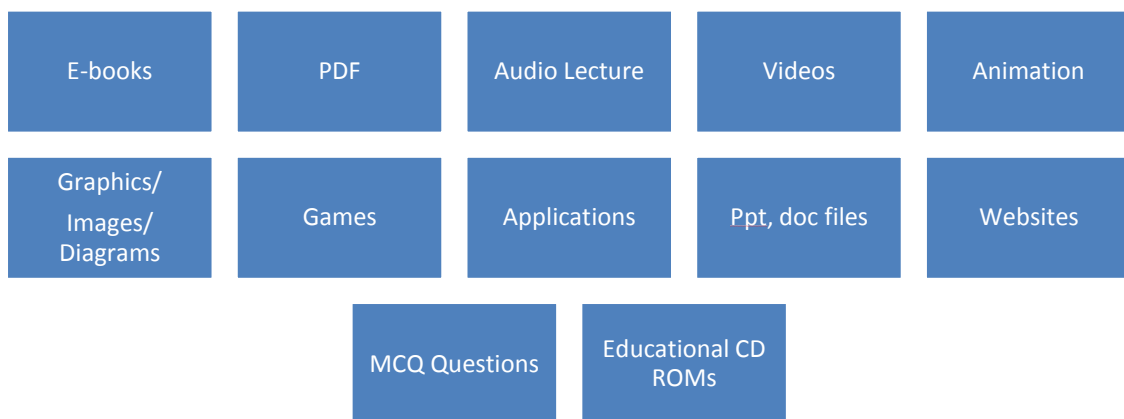 E-books
PDF
Audio Lecture
Videos
Animation
Graphics/
Images/
Diagrams
Games
Applications
Ppt, doc files
Websites
MCQ Questions
Educational CD
ROMs